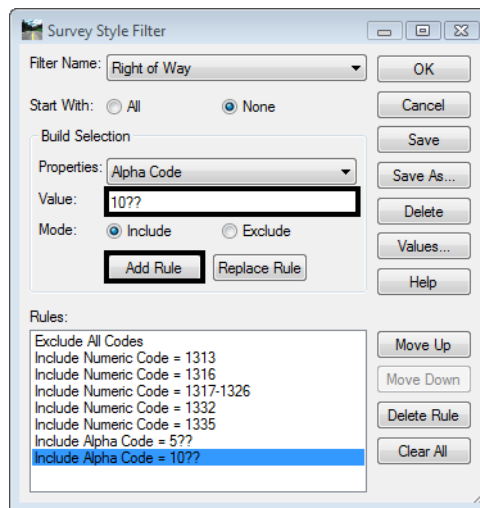 Survey Style Filter
Filter Name: Right of Way OK
Start With: All None Cancel
Build Selection Save
Properties: Alpha Code Save As...
Value: 10?? Delete
Mode: Include Exclude Values...
Add Rule Replace Rule Help
Rules:
Exclude All Codes Move Up
Include Numeric Code = 1313
Include Numeric Code = 1316 Move Down
Include Numeric Code = 1317-1326
Include Numeric Code = 1332 Delete Rule
Include Numeric Code = 1335
Include Alpha Code = 5?? Clear All
Include Alpha Code = 10??